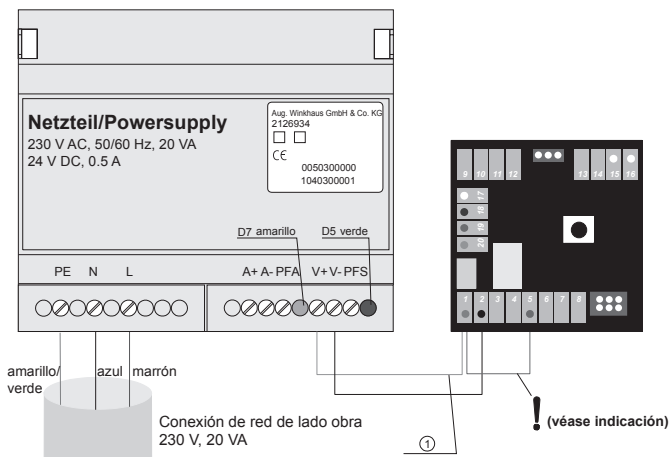 Netzteil/Powersupply
230 V AC, 50/60 Hz, 20 VA
24 V DC, 0.5 A
Aug. Winkhaus GmbH & Co. KG
2126934
CE
0050300000
1040300001
D7 amarillo
D5 verde
PE N L
A+ A- PFA V+ V- PFS
amarillo/
verde
azul
marrón
Conexión de red de lado obra
230 V, 20 VA
1
9 10 11 12
13 14 15 16
17
18
19
20
1 2 3 4 5 6 7 8
! (véase indicación)